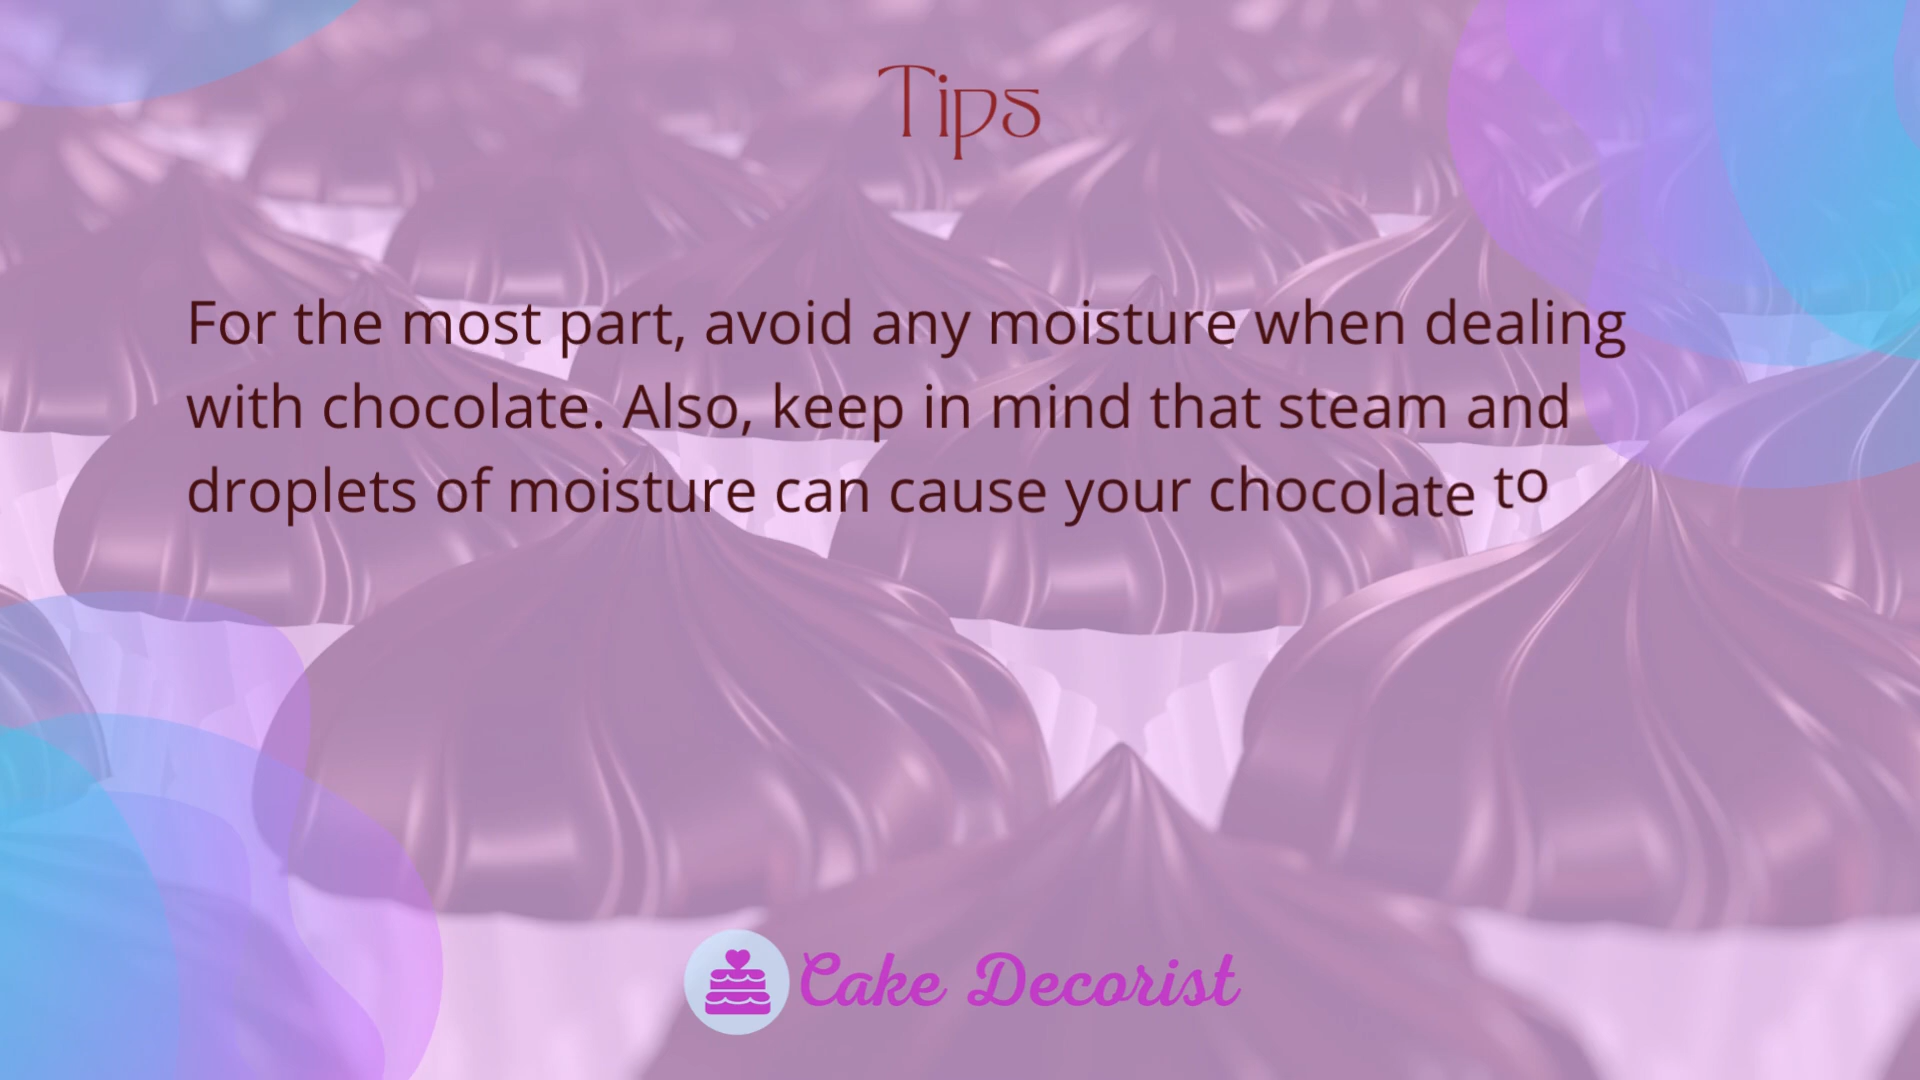 Tips
For the most part, avoid any moisture when dealing
with chocolate. Also, keep in mind that steam and
droplets of moisture can cause your chocolate to
Cake Decorist